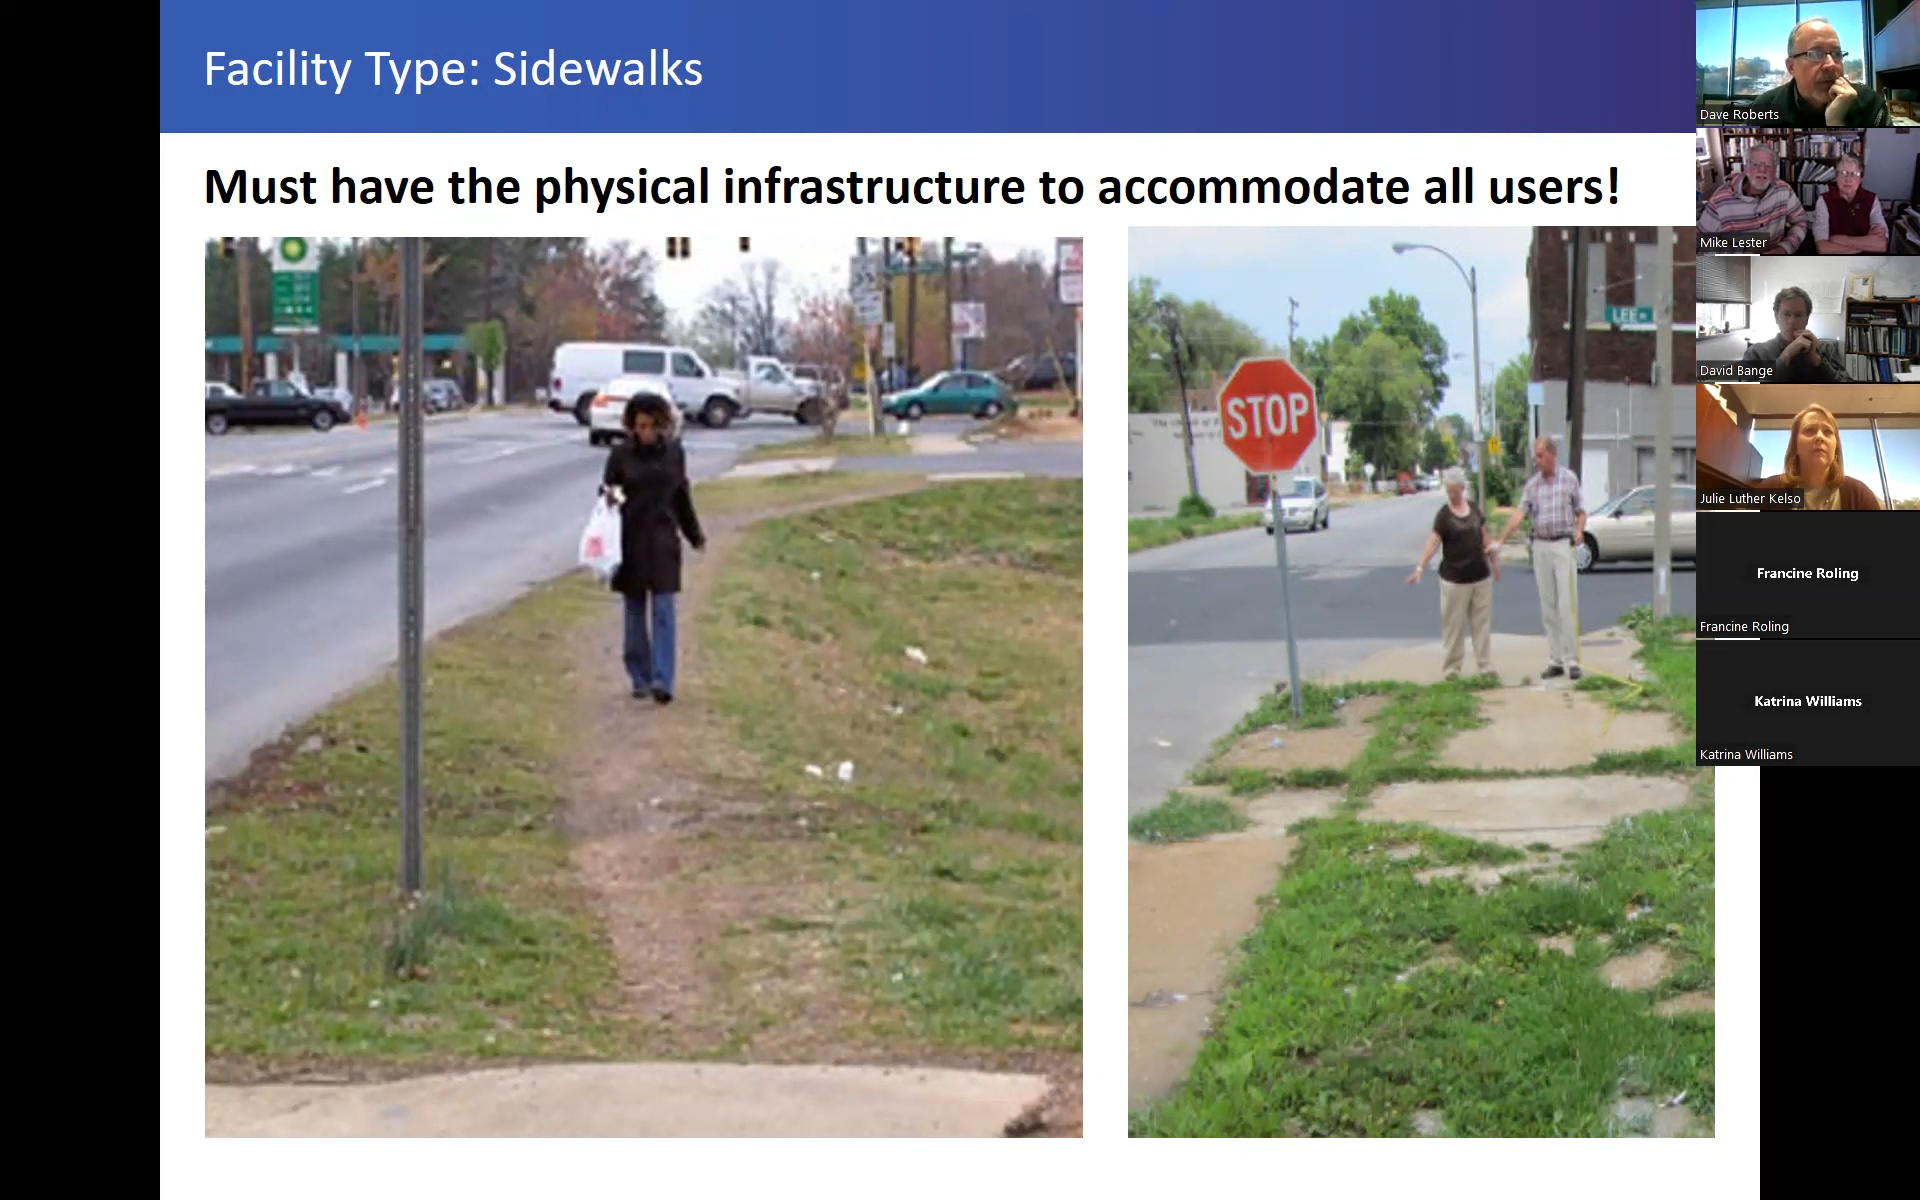 Facility Type: Sidewalks
Must have the physical infrastructure to accommodate all users!
STOP
LEE
Dave Roberts
Mike Lester
David Bange
Julie Luther Kelso
Francine Roling
Francine Roling
Katrina Williams
Katrina Williams